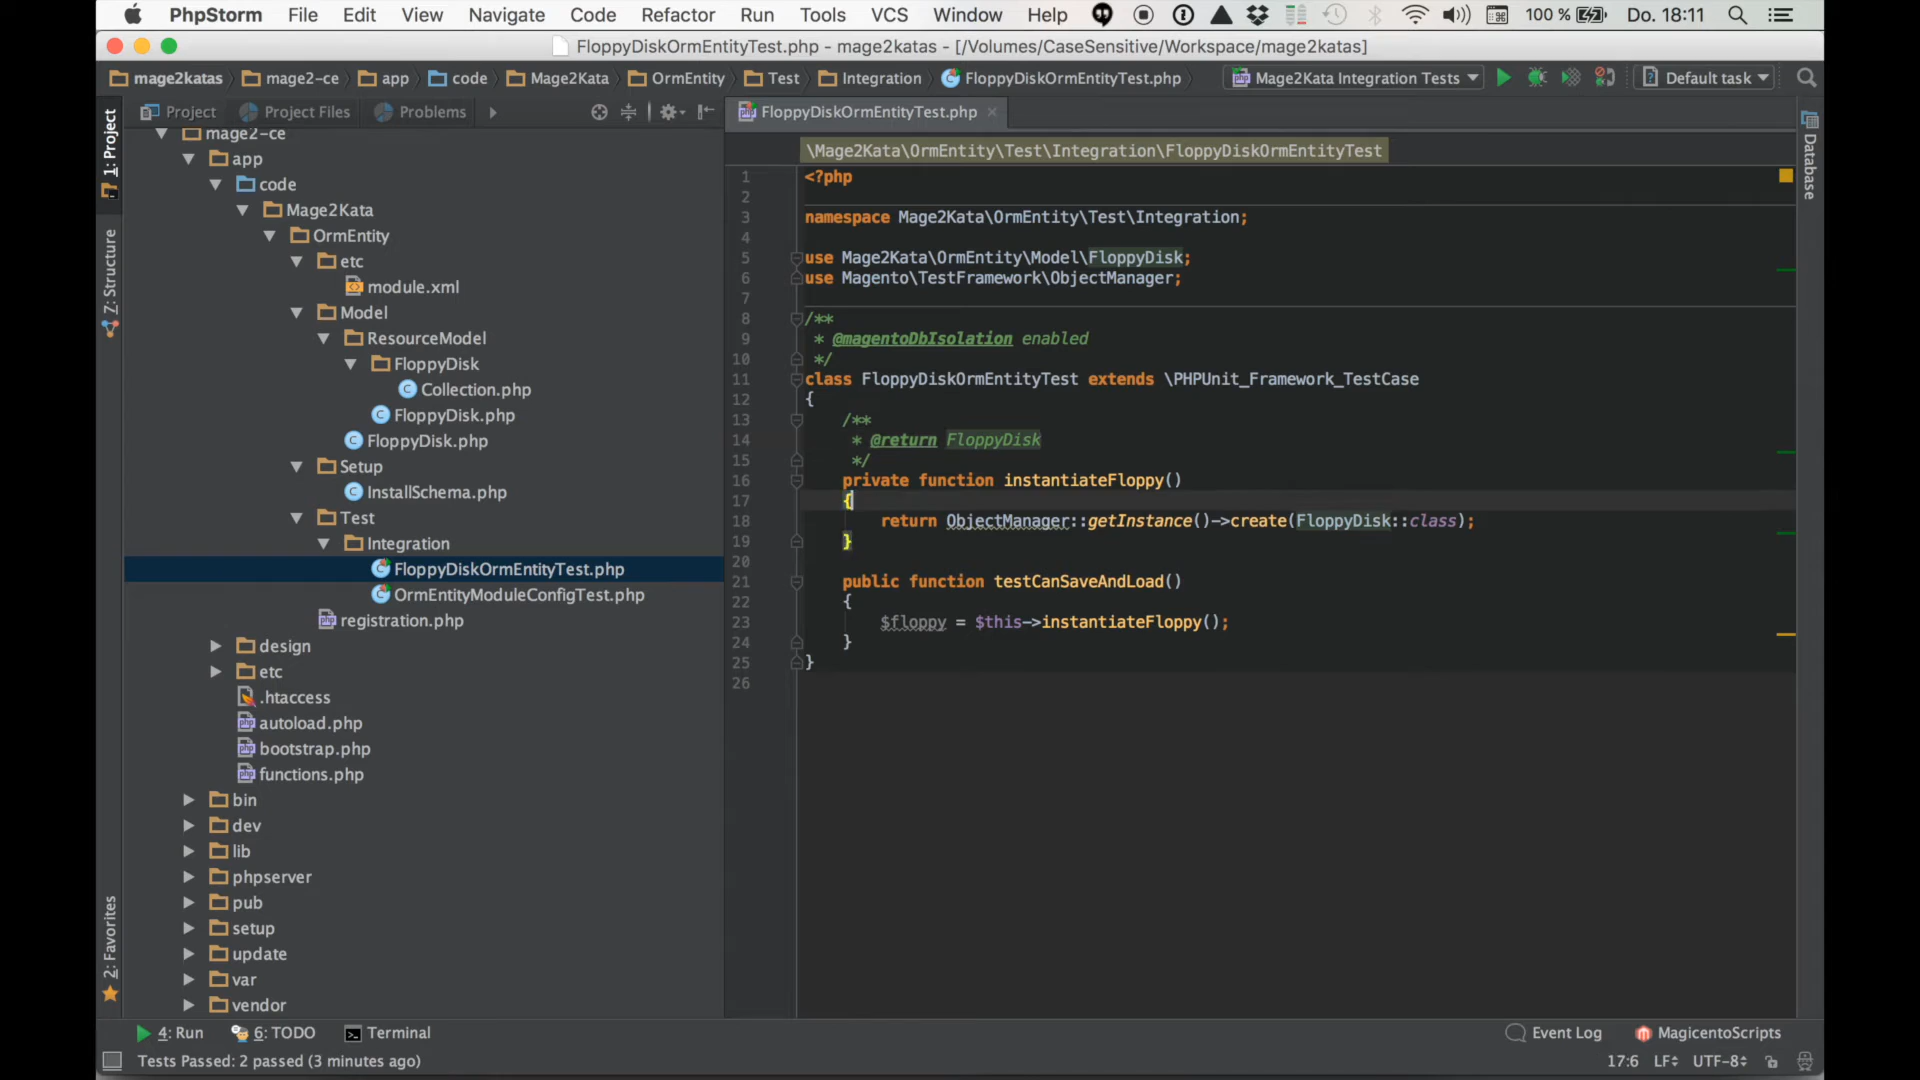 PhpStorm File Edit View Navigate Code Refactor Run Tools VCS Window Help 100 % Do. 18:11
FloppyDiskOrmEntityTest.php - mage2katas - [/Volumes/CaseSensitive/Workspace/mage2katas]
mage2katas mage2-ce app code Mage2Kata OrmEntity Test Integration FloppyDiskOrmEntityTest.php Mage2Kata Integration Tests Default task
Project Project Files Problems
FloppyDiskOrmEntityTest.php
1: Project
Z: Structure
2: Favorites
Database
mage2-ce
app
code
Mage2Kata
OrmEntity
etc
module.xml
Model
ResourceModel
FloppyDisk
Collection.php
FloppyDisk.php
FloppyDisk.php
Setup
InstallSchema.php
Test
Integration
FloppyDiskOrmEntityTest.php
OrmEntityModuleConfigTest.php
registration.php
design
etc
.htaccess
autoload.php
bootstrap.php
functions.php
bin
dev
lib
phpserver
pub
setup
update
var
vendor
\Mage2Kata\OrmEntity\Test\Integration\FloppyDiskOrmEntityTest
1 <?php
2
3 namespace Mage2Kata\OrmEntity\Test\Integration;
4
5 use Mage2Kata\OrmEntity\Model\FloppyDisk;
6 use Magento\TestFramework\ObjectManager;
7
8 /**
9 * @magentoDbIsolation enabled
10 */
11 class FloppyDiskOrmEntityTest extends \PHPUnit_Framework_TestCase
12 {
13 /**
14 * @return FloppyDisk
15 */
16 private function instantiateFloppy()
17 {
18 return ObjectManager::getInstance()->create(FloppyDisk::class);
19 }
20
21 public function testCanSaveAndLoad()
22 {
23 $floppy = $this->instantiateFloppy();
24 }
25 }
26
4: Run 6: TODO Terminal Event Log MagicentoScripts
Tests Passed: 2 passed (3 minutes ago) 17:6 LF UTF-8